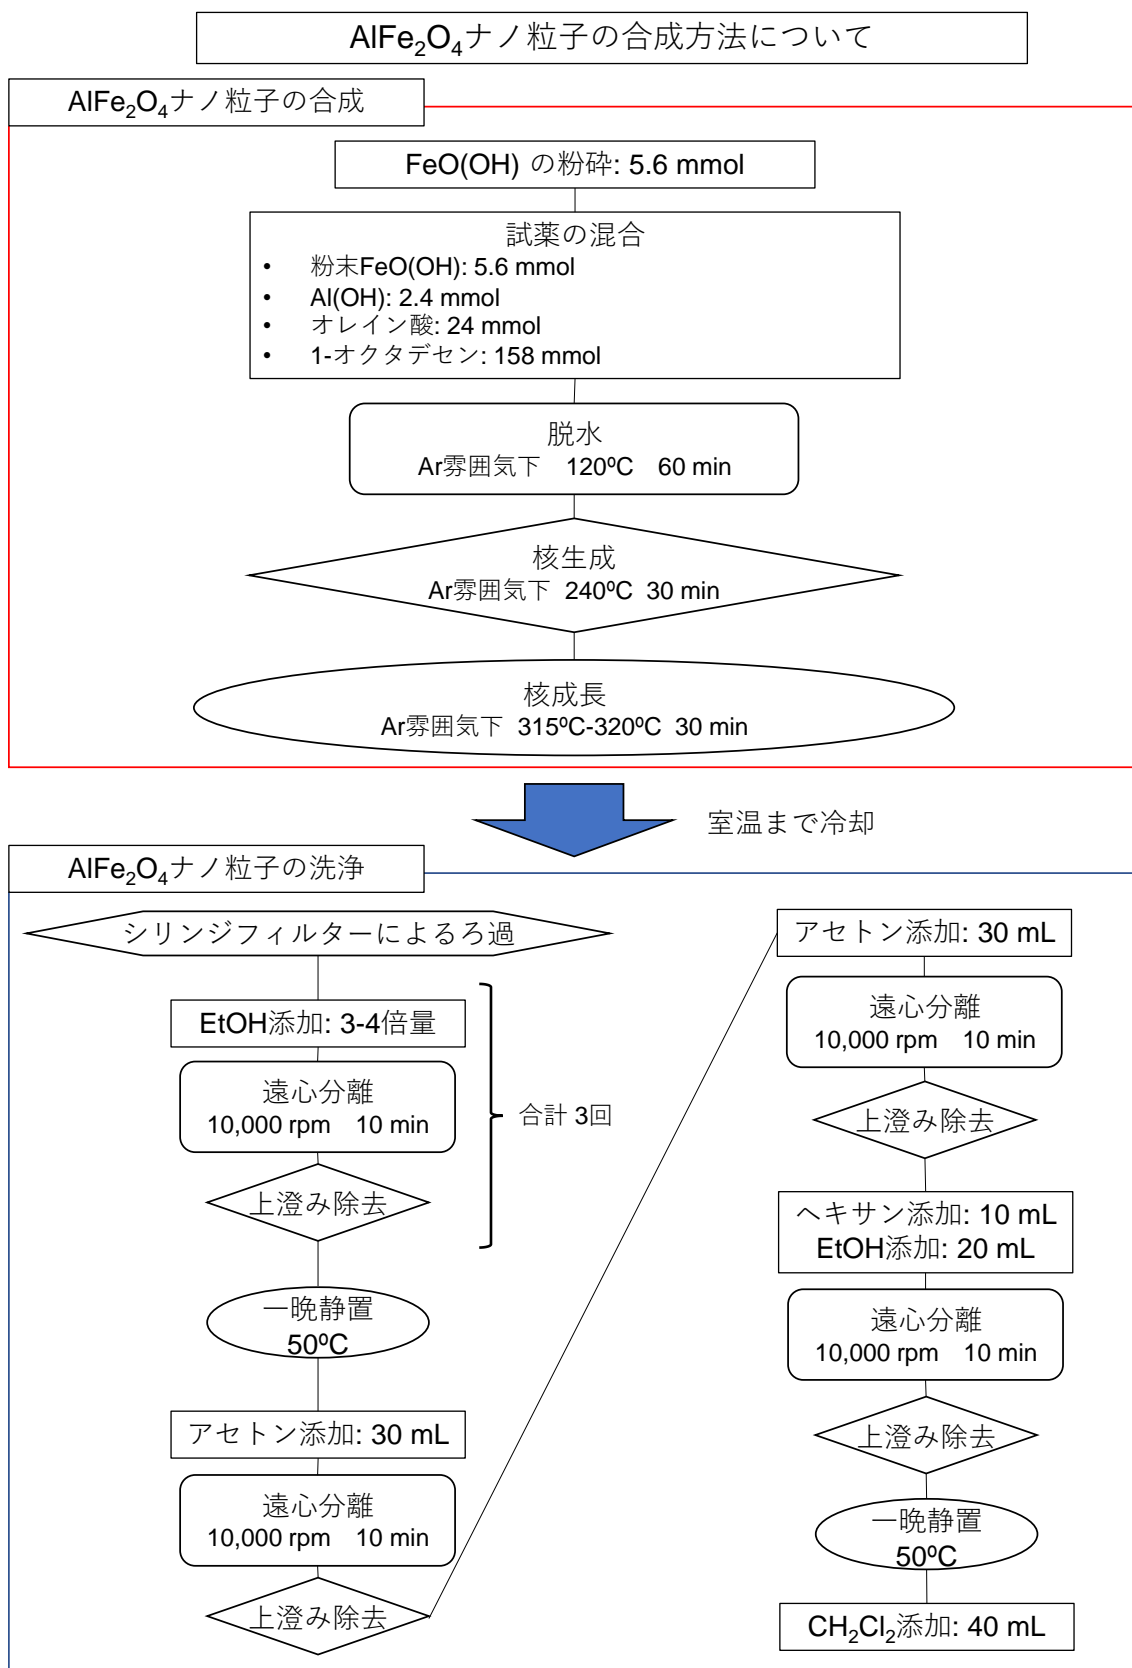 AlFe₂O₄ナノ粒子の合成方法について
AlFe₂O₄ナノ粒子の合成
FeO(OH) の粉砕: 5.6 mmol
試薬の混合
• 粉末FeO(OH): 5.6 mmol
• Al(OH): 2.4 mmol
• オレイン酸: 24 mmol
• 1-オクタデセン: 158 mmol
脱水
Ar雰囲気下 120ºC 60 min
核生成
Ar雰囲気下 240ºC 30 min
核成長
Ar雰囲気下 315ºC-320ºC 30 min
室温まで冷却
AlFe₂O₄ナノ粒子の洗浄
シリンジフィルターによるろ過
EtOH添加: 3-4倍量
遠心分離
10,000 rpm 10 min
上澄み除去
合計 3回
一晩静置
50ºC
アセトン添加: 30 mL
遠心分離
10,000 rpm 10 min
上澄み除去
アセトン添加: 30 mL
遠心分離
10,000 rpm 10 min
上澄み除去
ヘキサン添加: 10 mL
EtOH添加: 20 mL
遠心分離
10,000 rpm 10 min
上澄み除去
一晩静置
50ºC
CH₂Cl₂添加: 40 mL